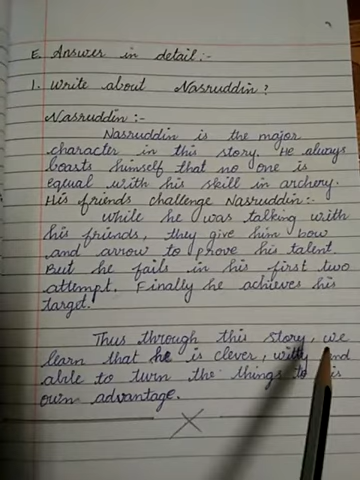 E. Answer in detail:-
1. Write about Nasruddin?
Nasruddin :-
Nasruddin is the major
character in this story. He always
boasts himself that no one is
equal with his skill in archery.
His friends challenge Nasruddin:-
While he was talking with
his friends, they give him bow
and arrow to prove his talent.
But he fails in his first two
attempt. Finally he achieves his
targd.
Thus through this story, we
learn that he is clever, witty and
able to turn the things to his
own advantage.